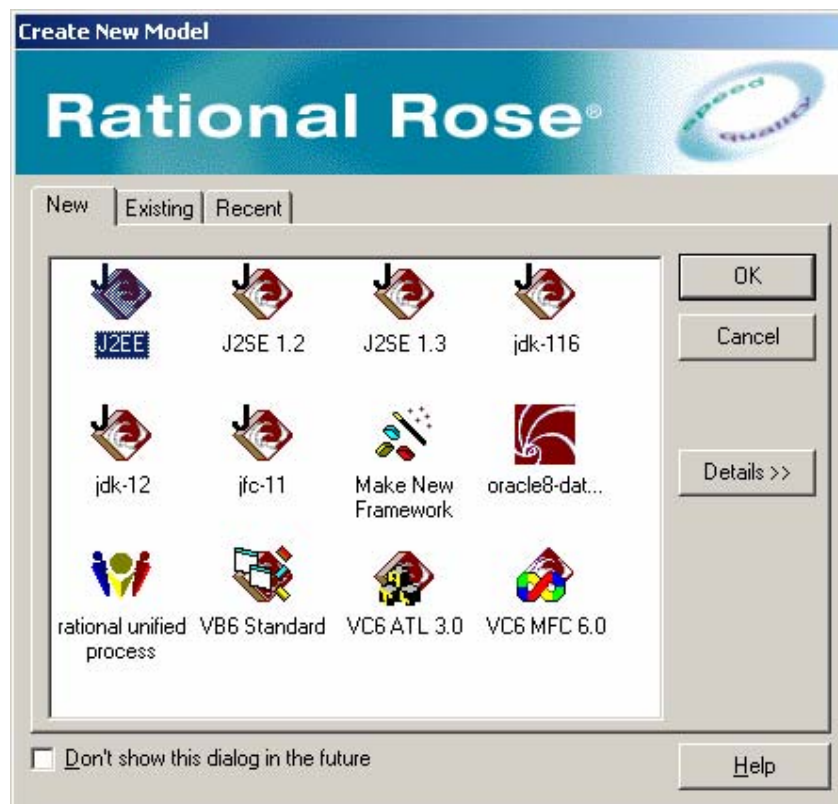 Create New Model
Rational Rose®
speed
quality
New
Existing
Recent
J2EE
J2SE 1.2
J2SE 1.3
jdk-116
jdk-12
jfc-11
Make New
Framework
oracle8-dat...
rational unified
process
VB6 Standard
VC6 ATL 3.0
VC6 MFC 6.0
OK
Cancel
Details >>
Don't show this dialog in the future
Help